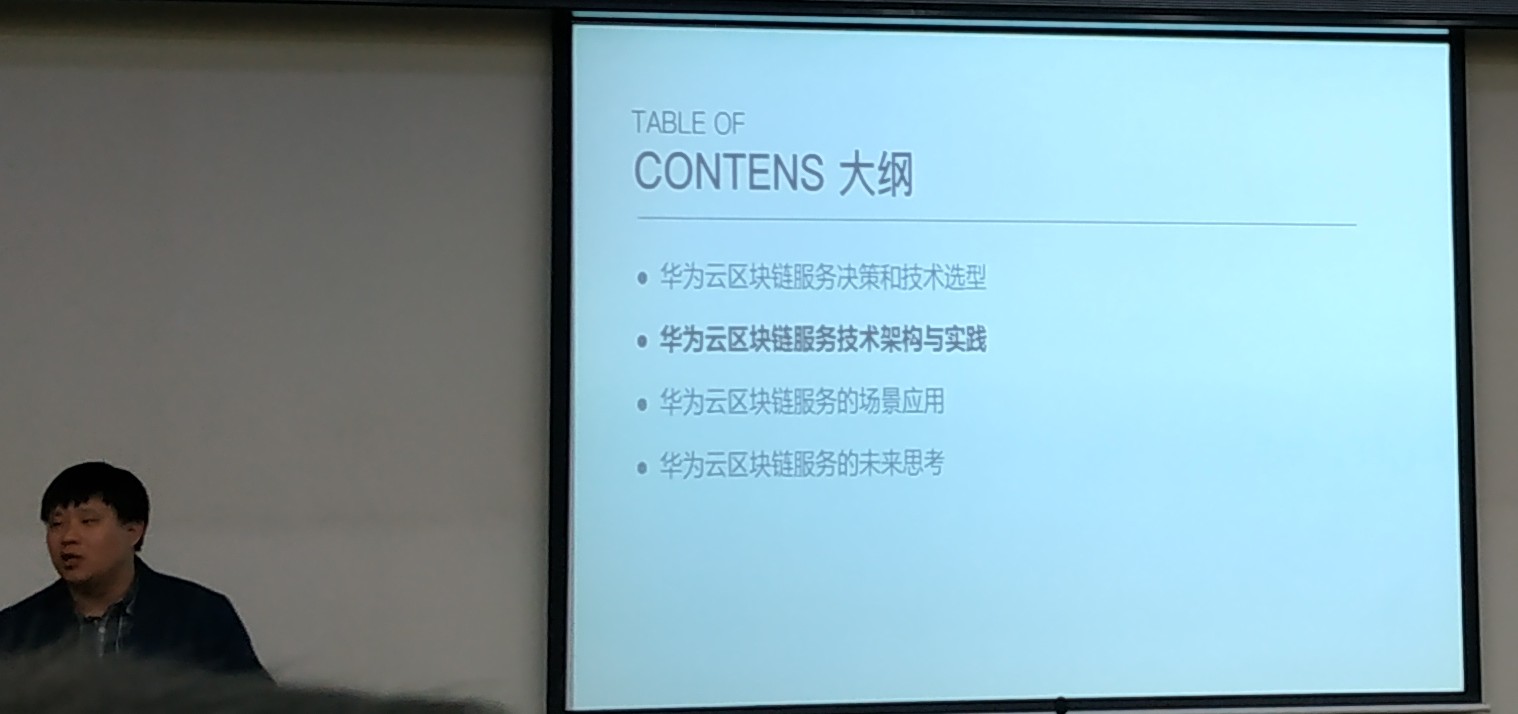 TABLE OF
CONTENS 大纲
• 华为云区块链服务决策和技术选型
• 华为云区块链服务技术架构与实践
• 华为云区块链服务的场景应用
• 华为云区块链服务的未来思考